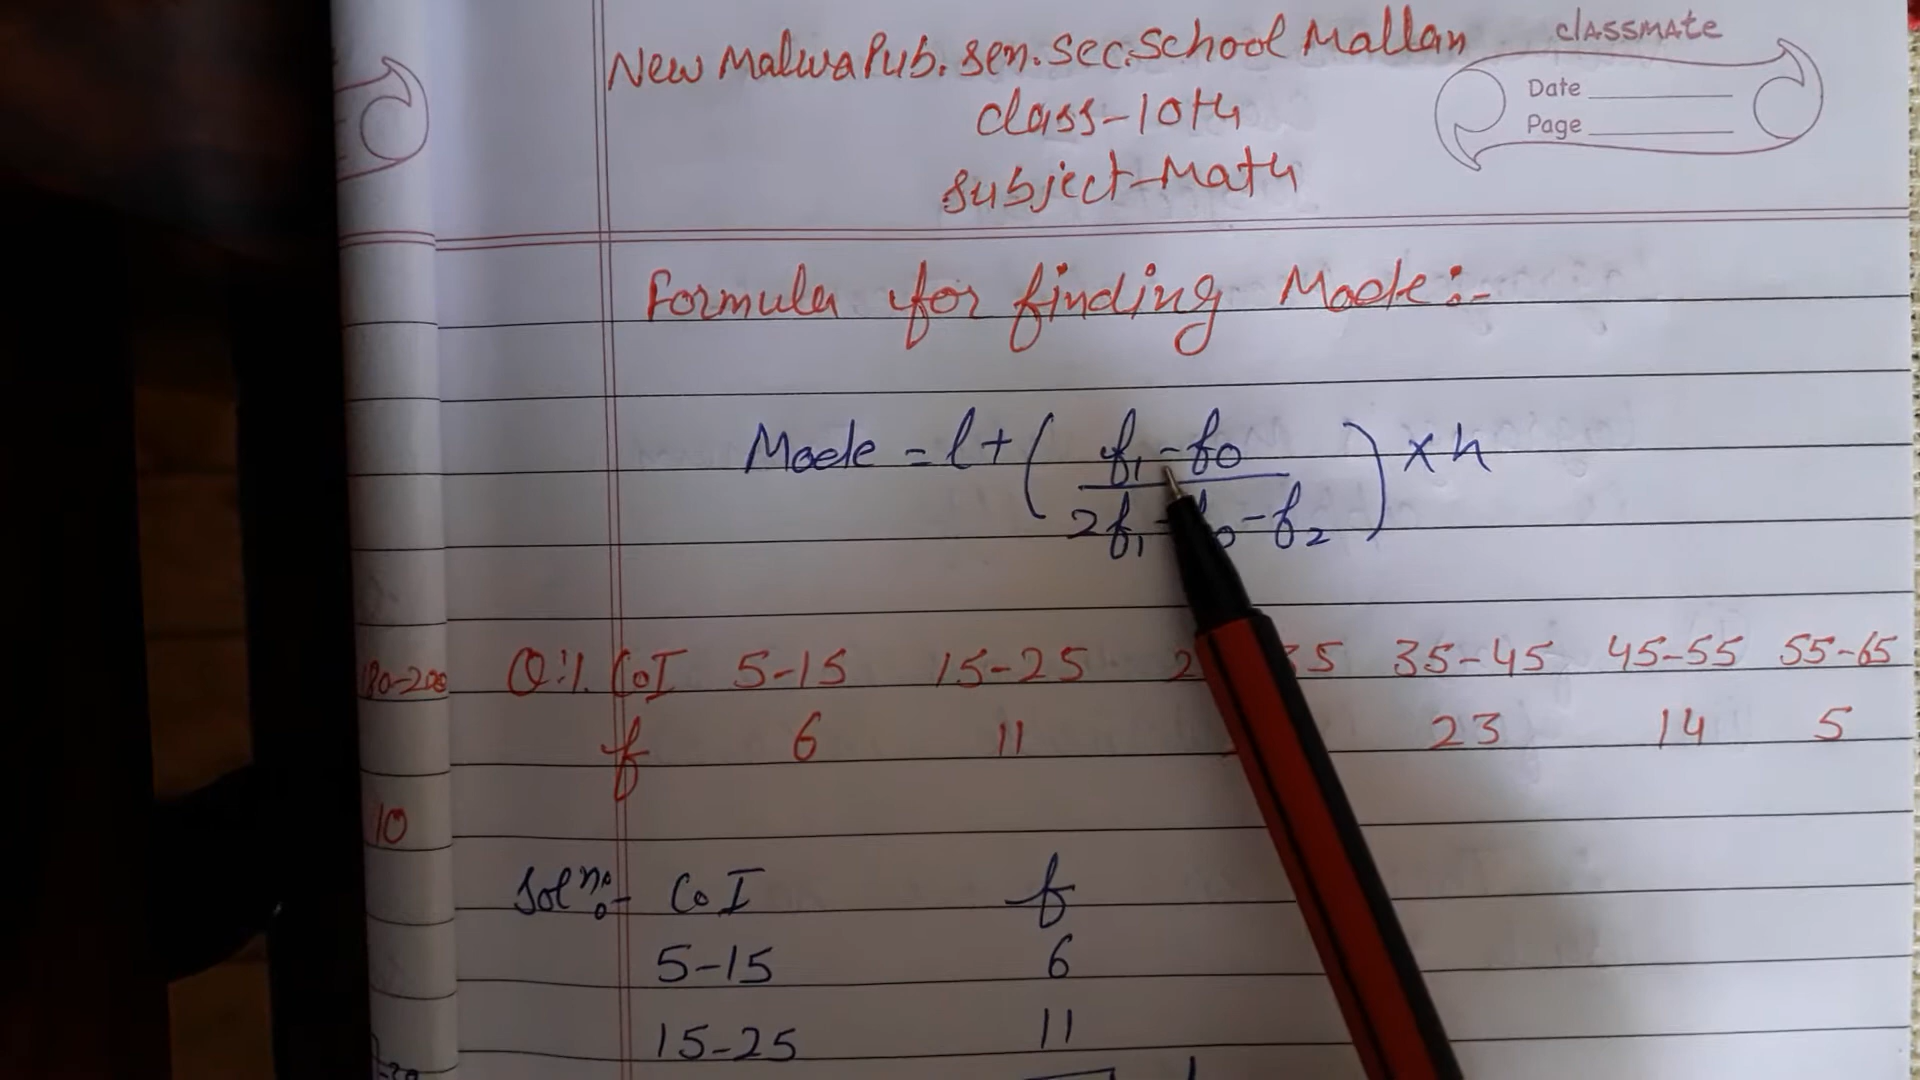 classmate
New Malwa Pub. Sen. Sec. School Mallan
Date
Page
class-10th
subject-Math
Formula for finding Mode:-
Mode = l + ( f1 - f0 / 2f1 - f0 - f2 ) × h
180-200 Q:1. CoI 5-15 15-25 35-45 45-55 55-65
f 6 11 23 14 5
10
Soln:- CoI f
5-15 6
15-25 11